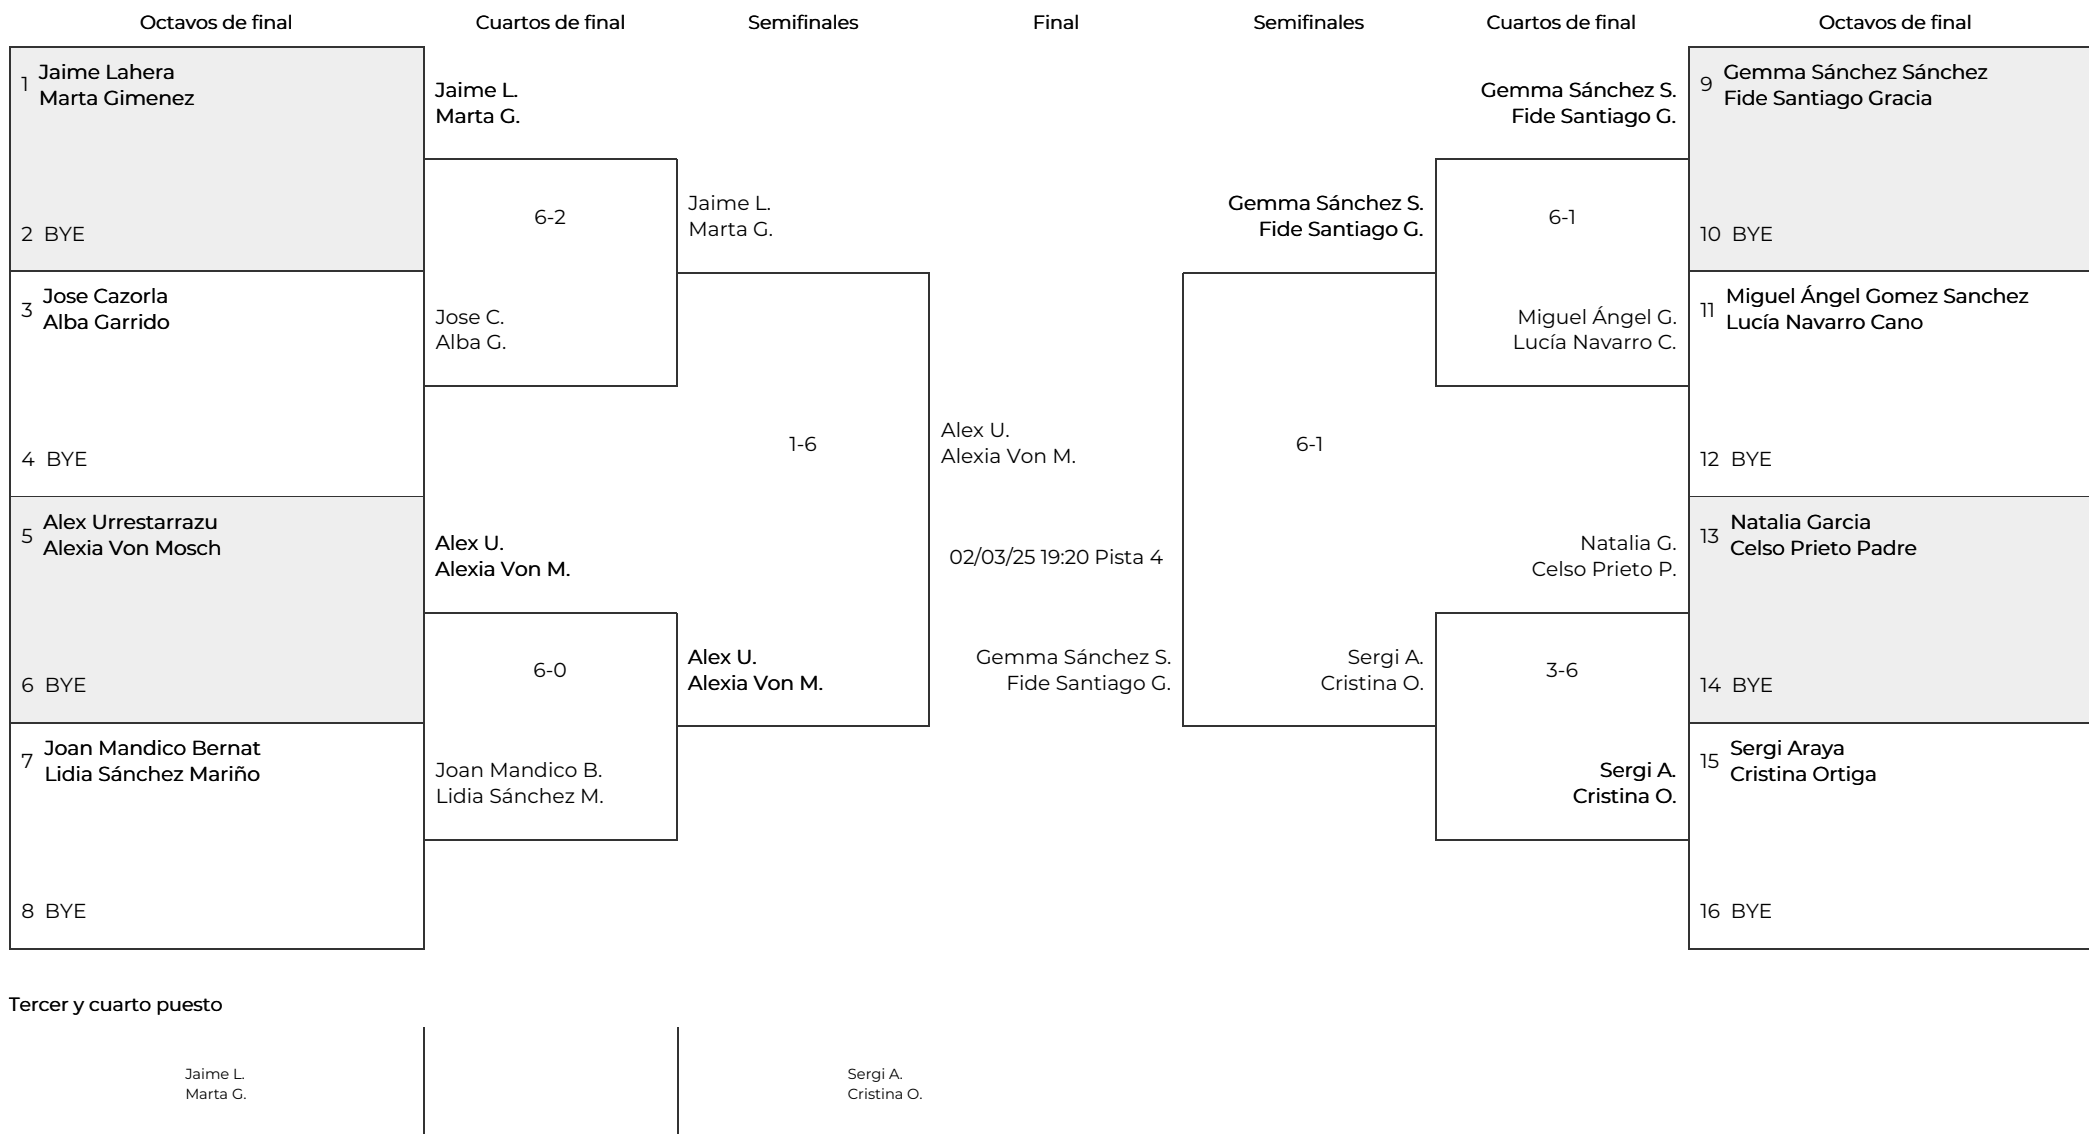 Octavos de final
Cuartos de final
Semifinales
Final
Semifinales
Cuartos de final
Octavos de final
1 Jaime Lahera
Marta Gimenez
2 BYE
3 Jose Cazorla
Alba Garrido
4 BYE
5 Alex Urrestarrazu
Alexia Von Mosch
6 BYE
7 Joan Mandico Bernat
Lidia Sánchez Mariño
8 BYE
Jaime L.
Marta G.
6-2
Jose C.
Alba G.
Alex U.
Alexia Von M.
6-0
Joan Mandico B.
Lidia Sánchez M.
Jaime L.
Marta G.
1-6
Alex U.
Alexia Von M.
Alex U.
Alexia Von M.
02/03/25 19:20 Pista 4
Gemma Sánchez S.
Fide Santiago G.
Gemma Sánchez S.
Fide Santiago G.
6-1
Sergi A.
Cristina O.
Gemma Sánchez S.
Fide Santiago G.
6-1
Miguel Ángel G.
Lucía Navarro C.
Natalia G.
Celso Prieto P.
3-6
Sergi A.
Cristina O.
9 Gemma Sánchez Sánchez
Fide Santiago Gracia
10 BYE
11 Miguel Ángel Gomez Sanchez
Lucía Navarro Cano
12 BYE
13 Natalia Garcia
Celso Prieto Padre
14 BYE
15 Sergi Araya
Cristina Ortiga
16 BYE
Tercer y cuarto puesto
Jaime L.
Marta G.
Sergi A.
Cristina O.